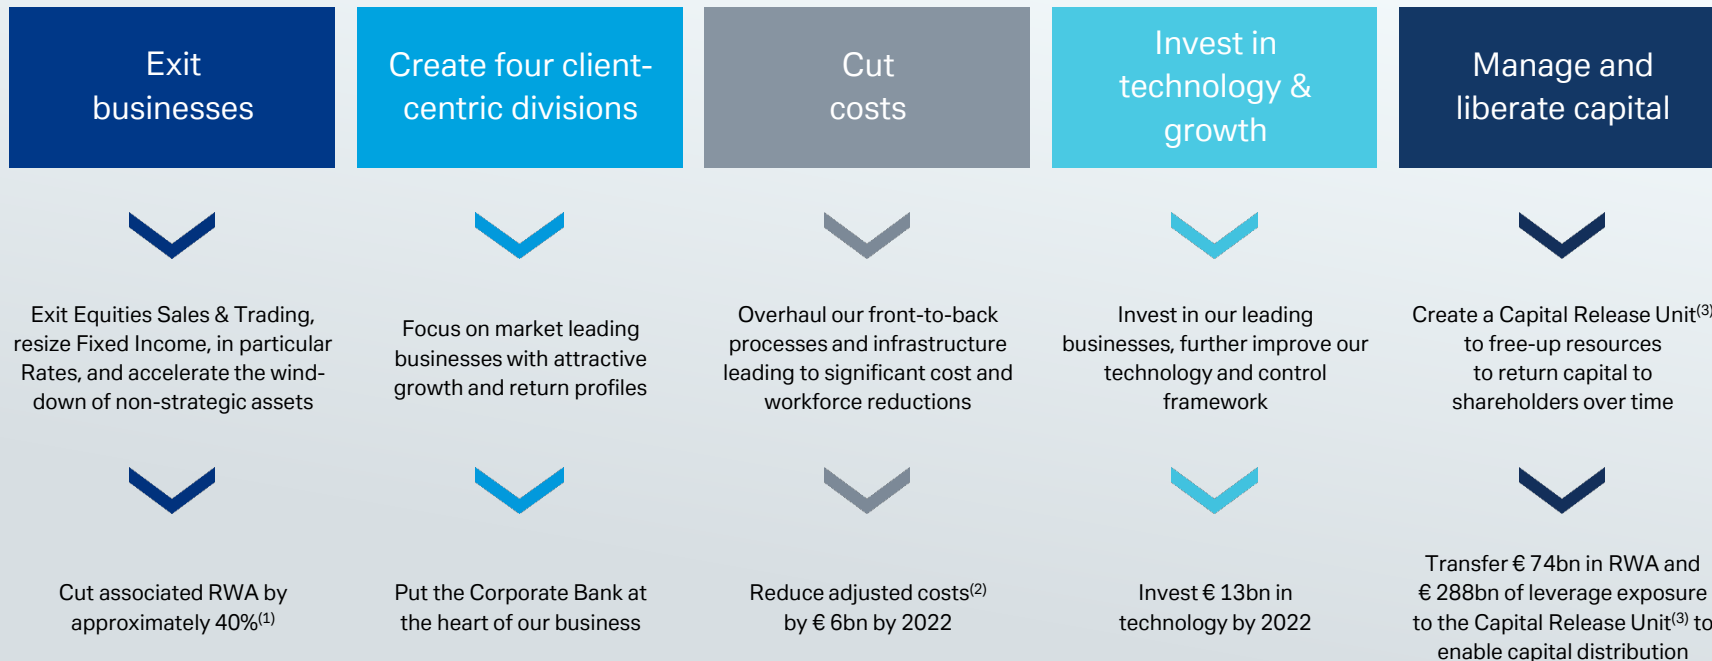 Exit
businesses
Create four client-
centric divisions
Cut
costs
Invest in
technology &
growth
Manage and
liberate capital
Exit Equities Sales & Trading,
resize Fixed Income, in particular
Rates, and accelerate the wind-
down of non-strategic assets
Focus on market leading
businesses with attractive
growth and return profiles
Overhaul our front-to-back
processes and infrastructure
leading to significant cost and
workforce reductions
Invest in our leading
businesses, further improve our
technology and control
framework
Create a Capital Release Unit(3)
to free-up resources
to return capital to
shareholders over time
Cut associated RWA by
approximately 40%(1)
Put the Corporate Bank at
the heart of our business
Reduce adjusted costs(2)
by € 6bn by 2022
Invest € 13bn in
technology by 2022
Transfer € 74bn in RWA and
€ 288bn of leverage exposure
to the Capital Release Unit(3) to
enable capital distribution